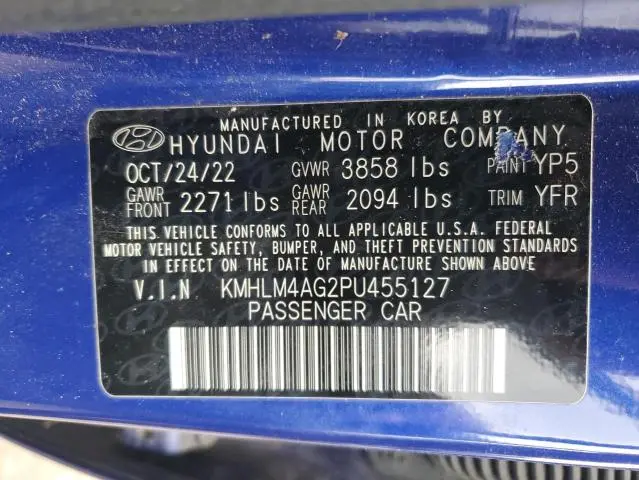 MANUFACTURED IN KOREA BY
HYUNDAI MOTOR COMPANY
OCT/24/22 GVWR 3858 lbs PAINT YP5
GAWR FRONT 2271 lbs GAWR REAR 2094 lbs TRIM YFR
THIS VEHICLE CONFORMS TO ALL APPLICABLE U.S.A. FEDERAL
MOTOR VEHICLE SAFETY, BUMPER, AND THEFT PREVENTION STANDARDS
IN EFFECT ON THE DATE OF MANUFACTURE SHOWN ABOVE
V.I.N KMHLM4AG2PU455127
PASSENGER CAR